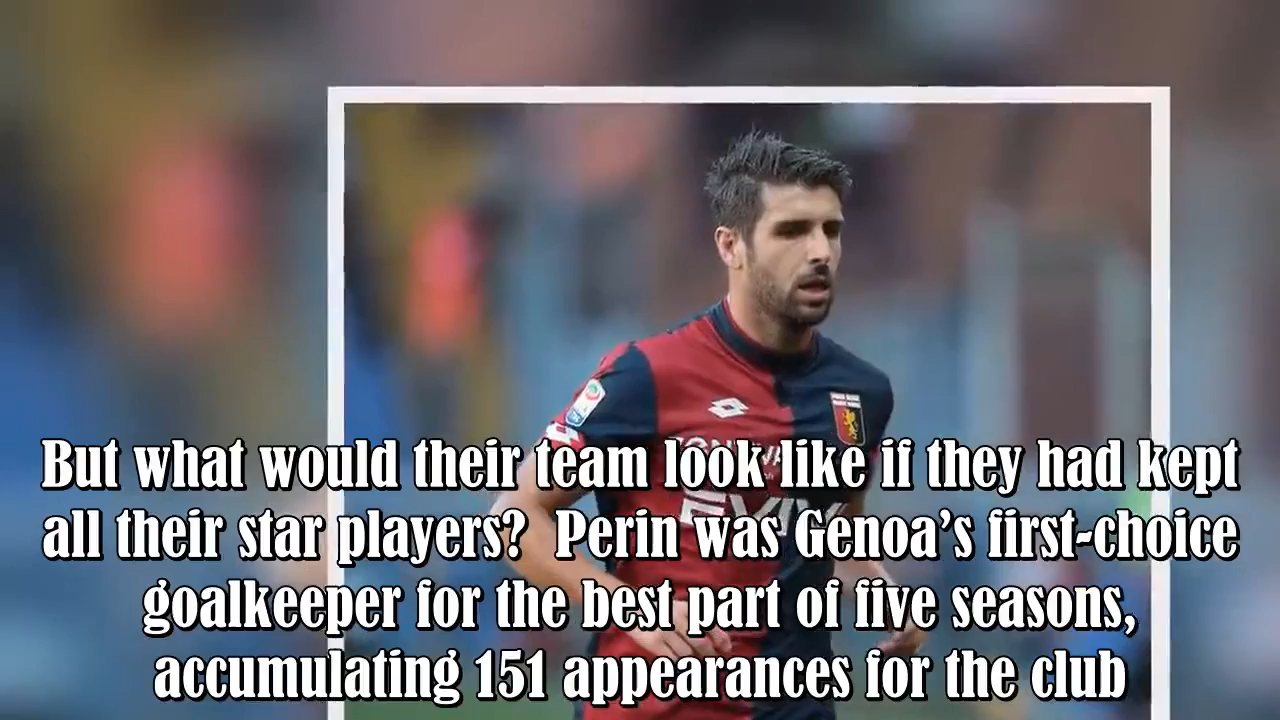 But what would their team look like if they had kept
all their star players?  Perin was Genoa’s first-choice
goalkeeper for the best part of five seasons,
accumulating 151 appearances for the club